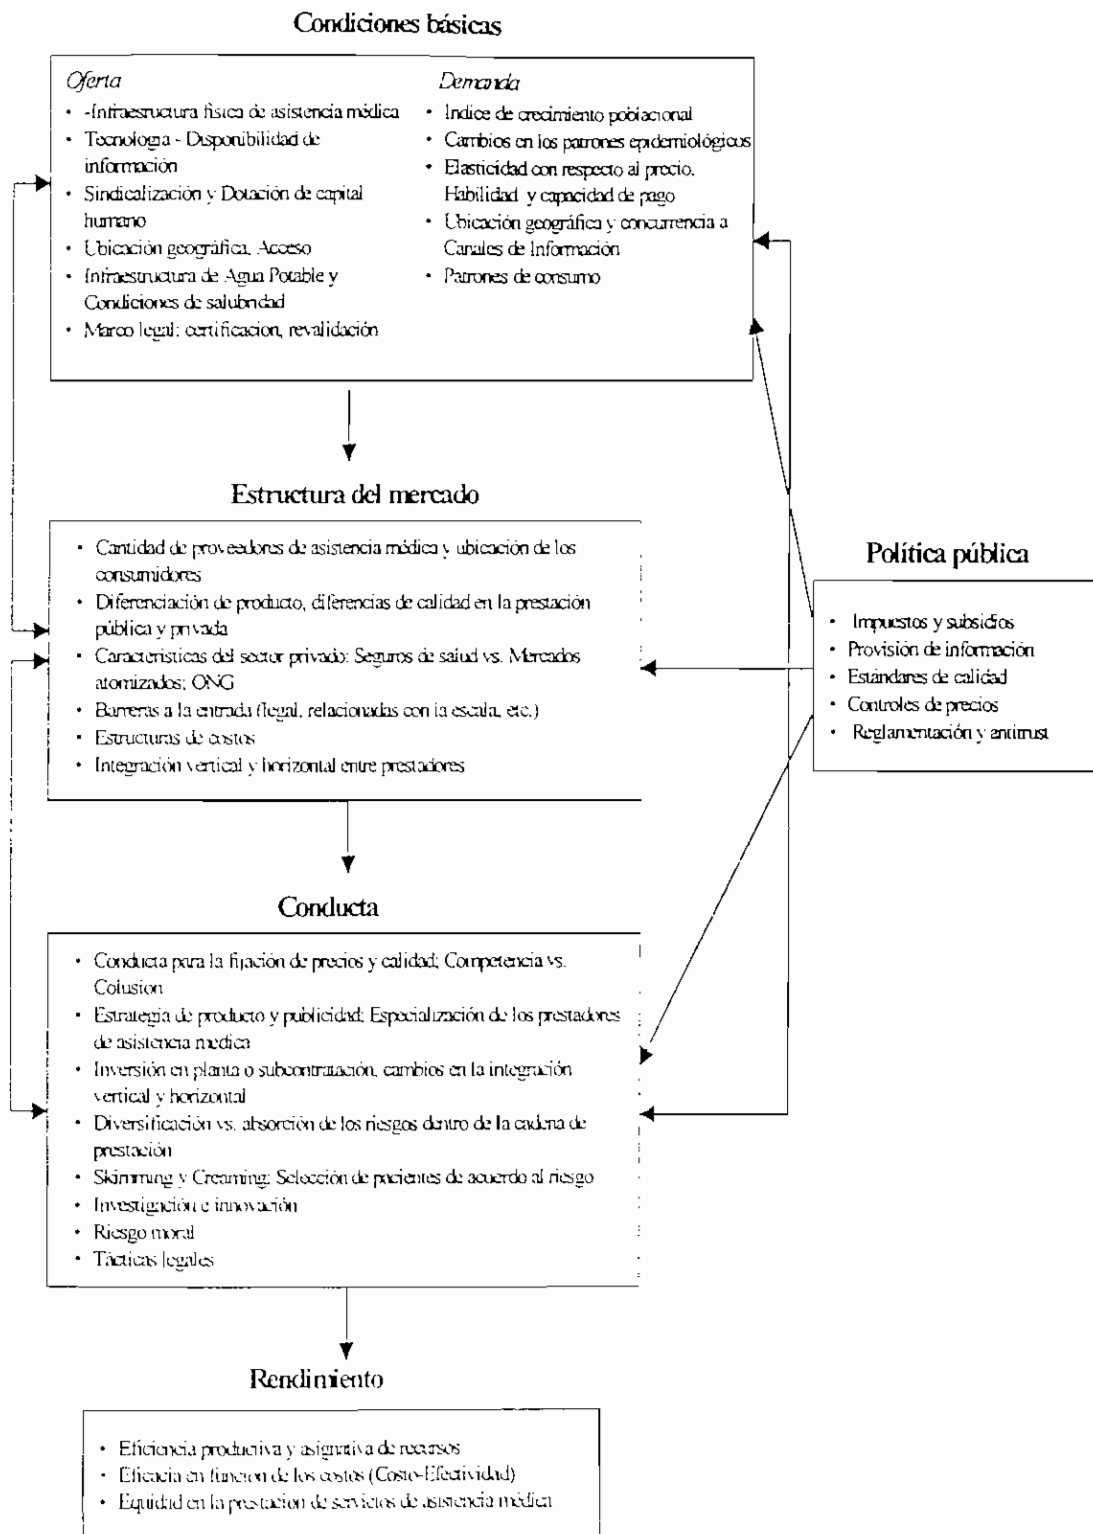 Condiciones básicas
Oferta
• -Infraestructura física de asistencia médica
• Tecnología - Disponibilidad de
información
• Sindicalización y Dotación de capital
humano
• Ubicación geográfica, Acceso
• Infraestructura de Agua Potable y
Condiciones de salubridad
• Marco legal: certificacion, revalidación
Demanda
• Indice de crecimiento poblacional
• Cambios en los patrones epidemiológicos
• Elasticidad con respecto al precio,
Habilidad y capacidad de pago
• Ubicación geográfica y concurrencia a
Canales de Información
• Patrones de consumo
Estructura del mercado
• Cantidad de proveedores de asistencia médica y ubicación de los
consumidores
• Diferenciación de producto, diferencias de calidad en la prestación
pública y privada
• Características del sector privado: Seguros de salud vs. Mercados
atomizados; ONG
• Barreras a la entrada (legal, relacionadas con la escala, etc.)
• Estructuras de costos
• Integración vertical y horizontal entre prestadores
Política pública
• Impuestos y subsidios
• Provisión de información
• Estándares de calidad
• Controles de precios
• Reglamentación y antitrust
Conducta
• Conducta para la fijación de precios y calidad; Competencia vs.
Colusion
• Estrategia de producto y publicidad; Especialización de los prestadores
de asistencia medica
• Inversión en planta o subcontratación, cambios en la integración
vertical y horizontal
• Diversificación vs. absorción de los riesgos dentro de la cadena de
prestación
• Skimming y Creaming: Selección de pacientes de acuerdo al riesgo
• Investigación e innovación
• Riesgo moral
• Tácticas legales
Rendimiento
• Eficiencia productiva y asignativa de recursos
• Eficacia en funcion de los costos (Costo-Efectividad)
• Equidad en la prestacion de servicios de asistencia médica